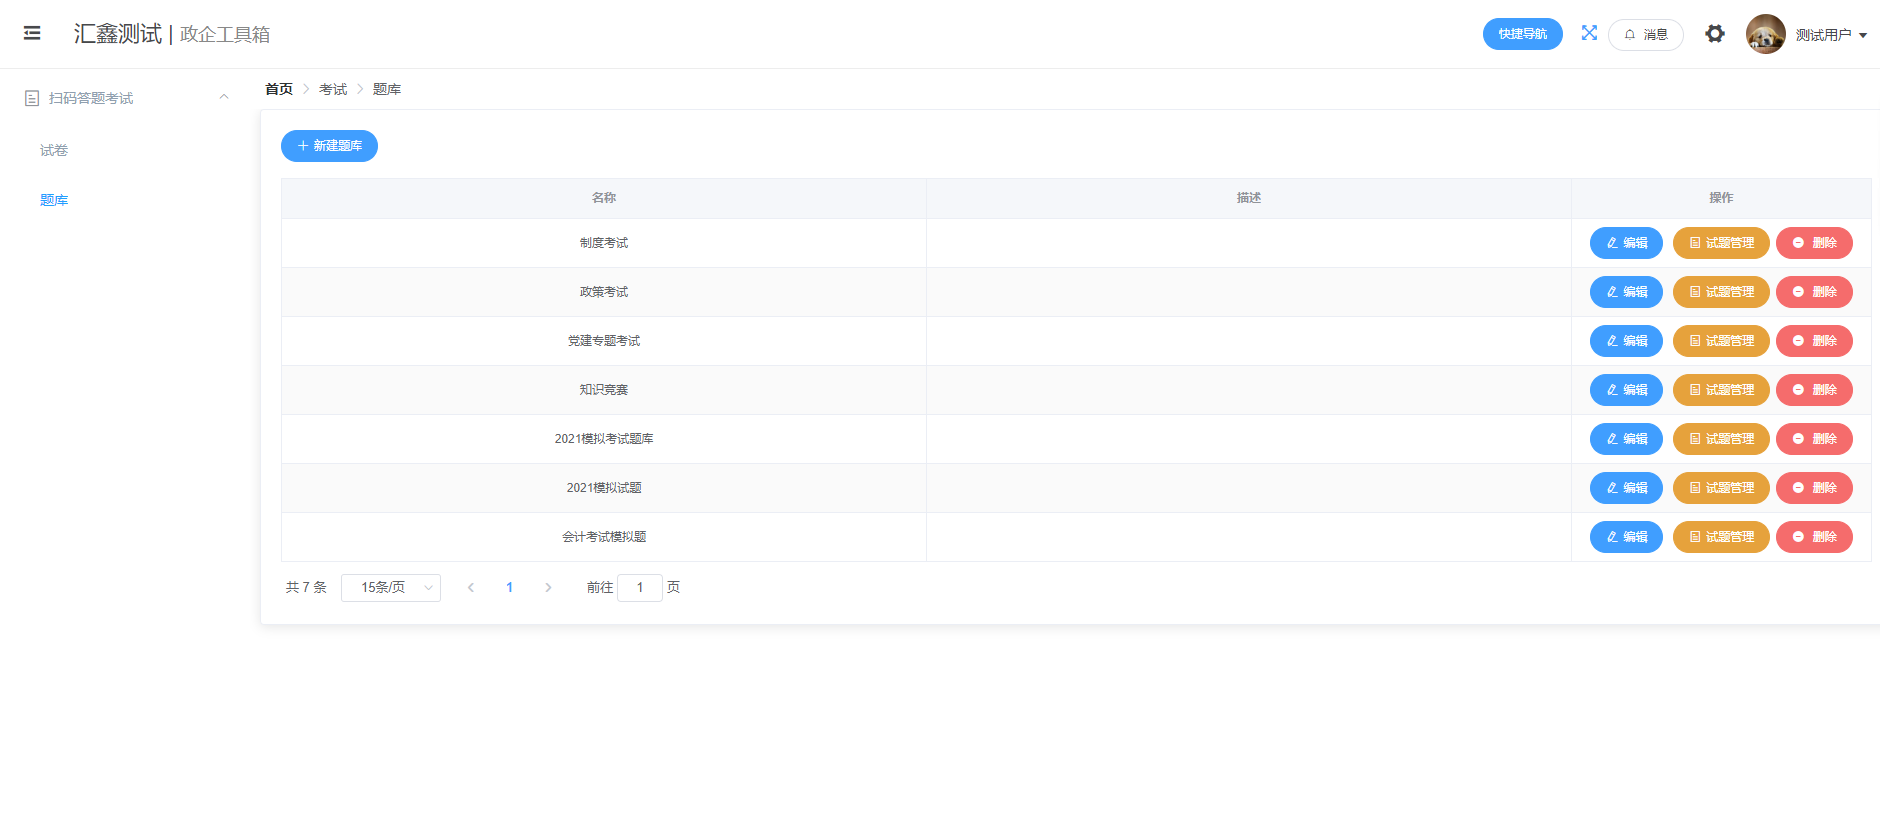 汇鑫测试 | 政企工具箱
快捷导航 消息 测试用户
扫码答题考试
试卷
题库
首页 考试 题库
新建题库
名称 描述 操作
制度考试 编辑 试题管理 删除
政策考试 编辑 试题管理 删除
党建专题考试 编辑 试题管理 删除
知识竞赛 编辑 试题管理 删除
2021模拟考试题库 编辑 试题管理 删除
2021模拟试题 编辑 试题管理 删除
会计考试模拟题 编辑 试题管理 删除
共 7 条 15条/页 1 前往 1 页